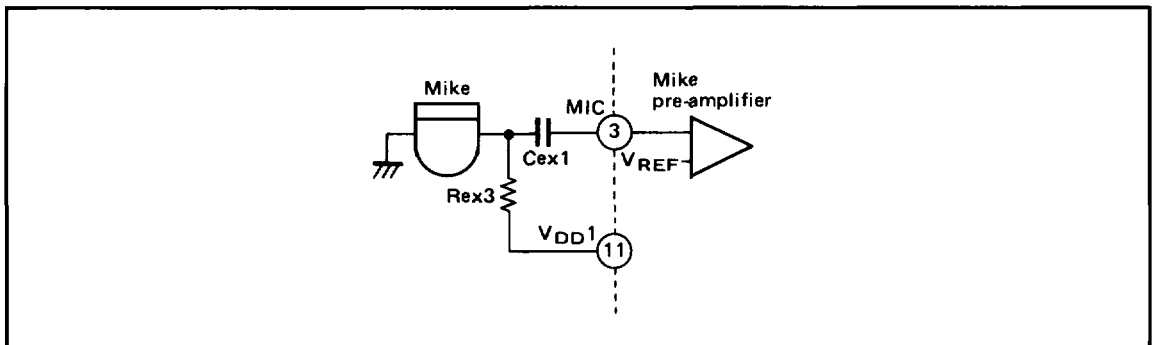 Mike
Mike
pre-amplifier
MIC
3
Cex1
VREF
Rex3
VDD1
11